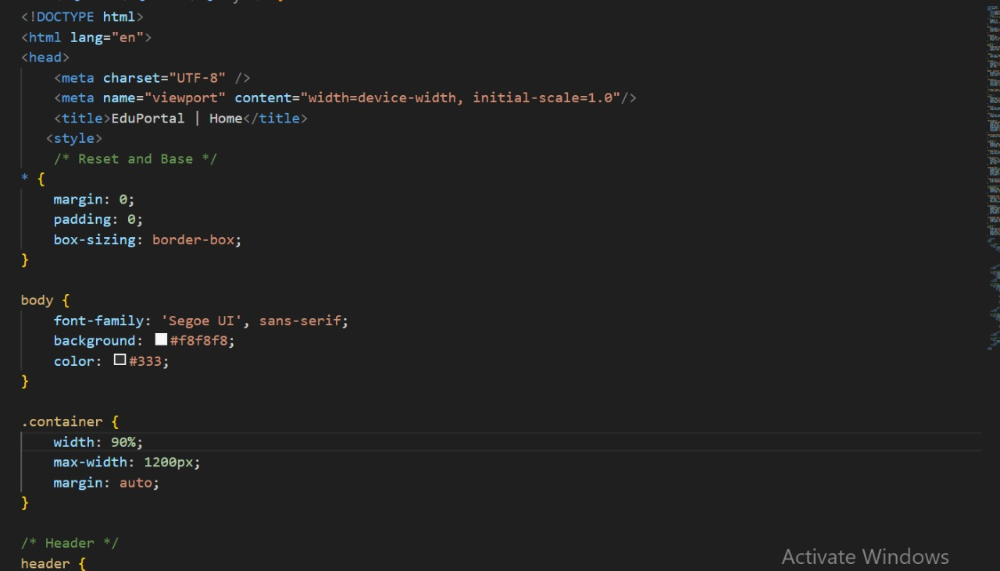 <!DOCTYPE html>
<html lang="en">
<head>
    <meta charset="UTF-8" />
    <meta name="viewport" content="width=device-width, initial-scale=1.0"/>
    <title>EduPortal | Home</title>
   <style>
    /* Reset and Base */
* {
    margin: 0;
    padding: 0;
    box-sizing: border-box;
}
body {
    font-family: 'Segoe UI', sans-serif;
    background: #f8f8f8;
    color: #333;
}
.container {
    width: 90%;
    max-width: 1200px;
    margin: auto;
}
/* Header */
header {
Activate Windows